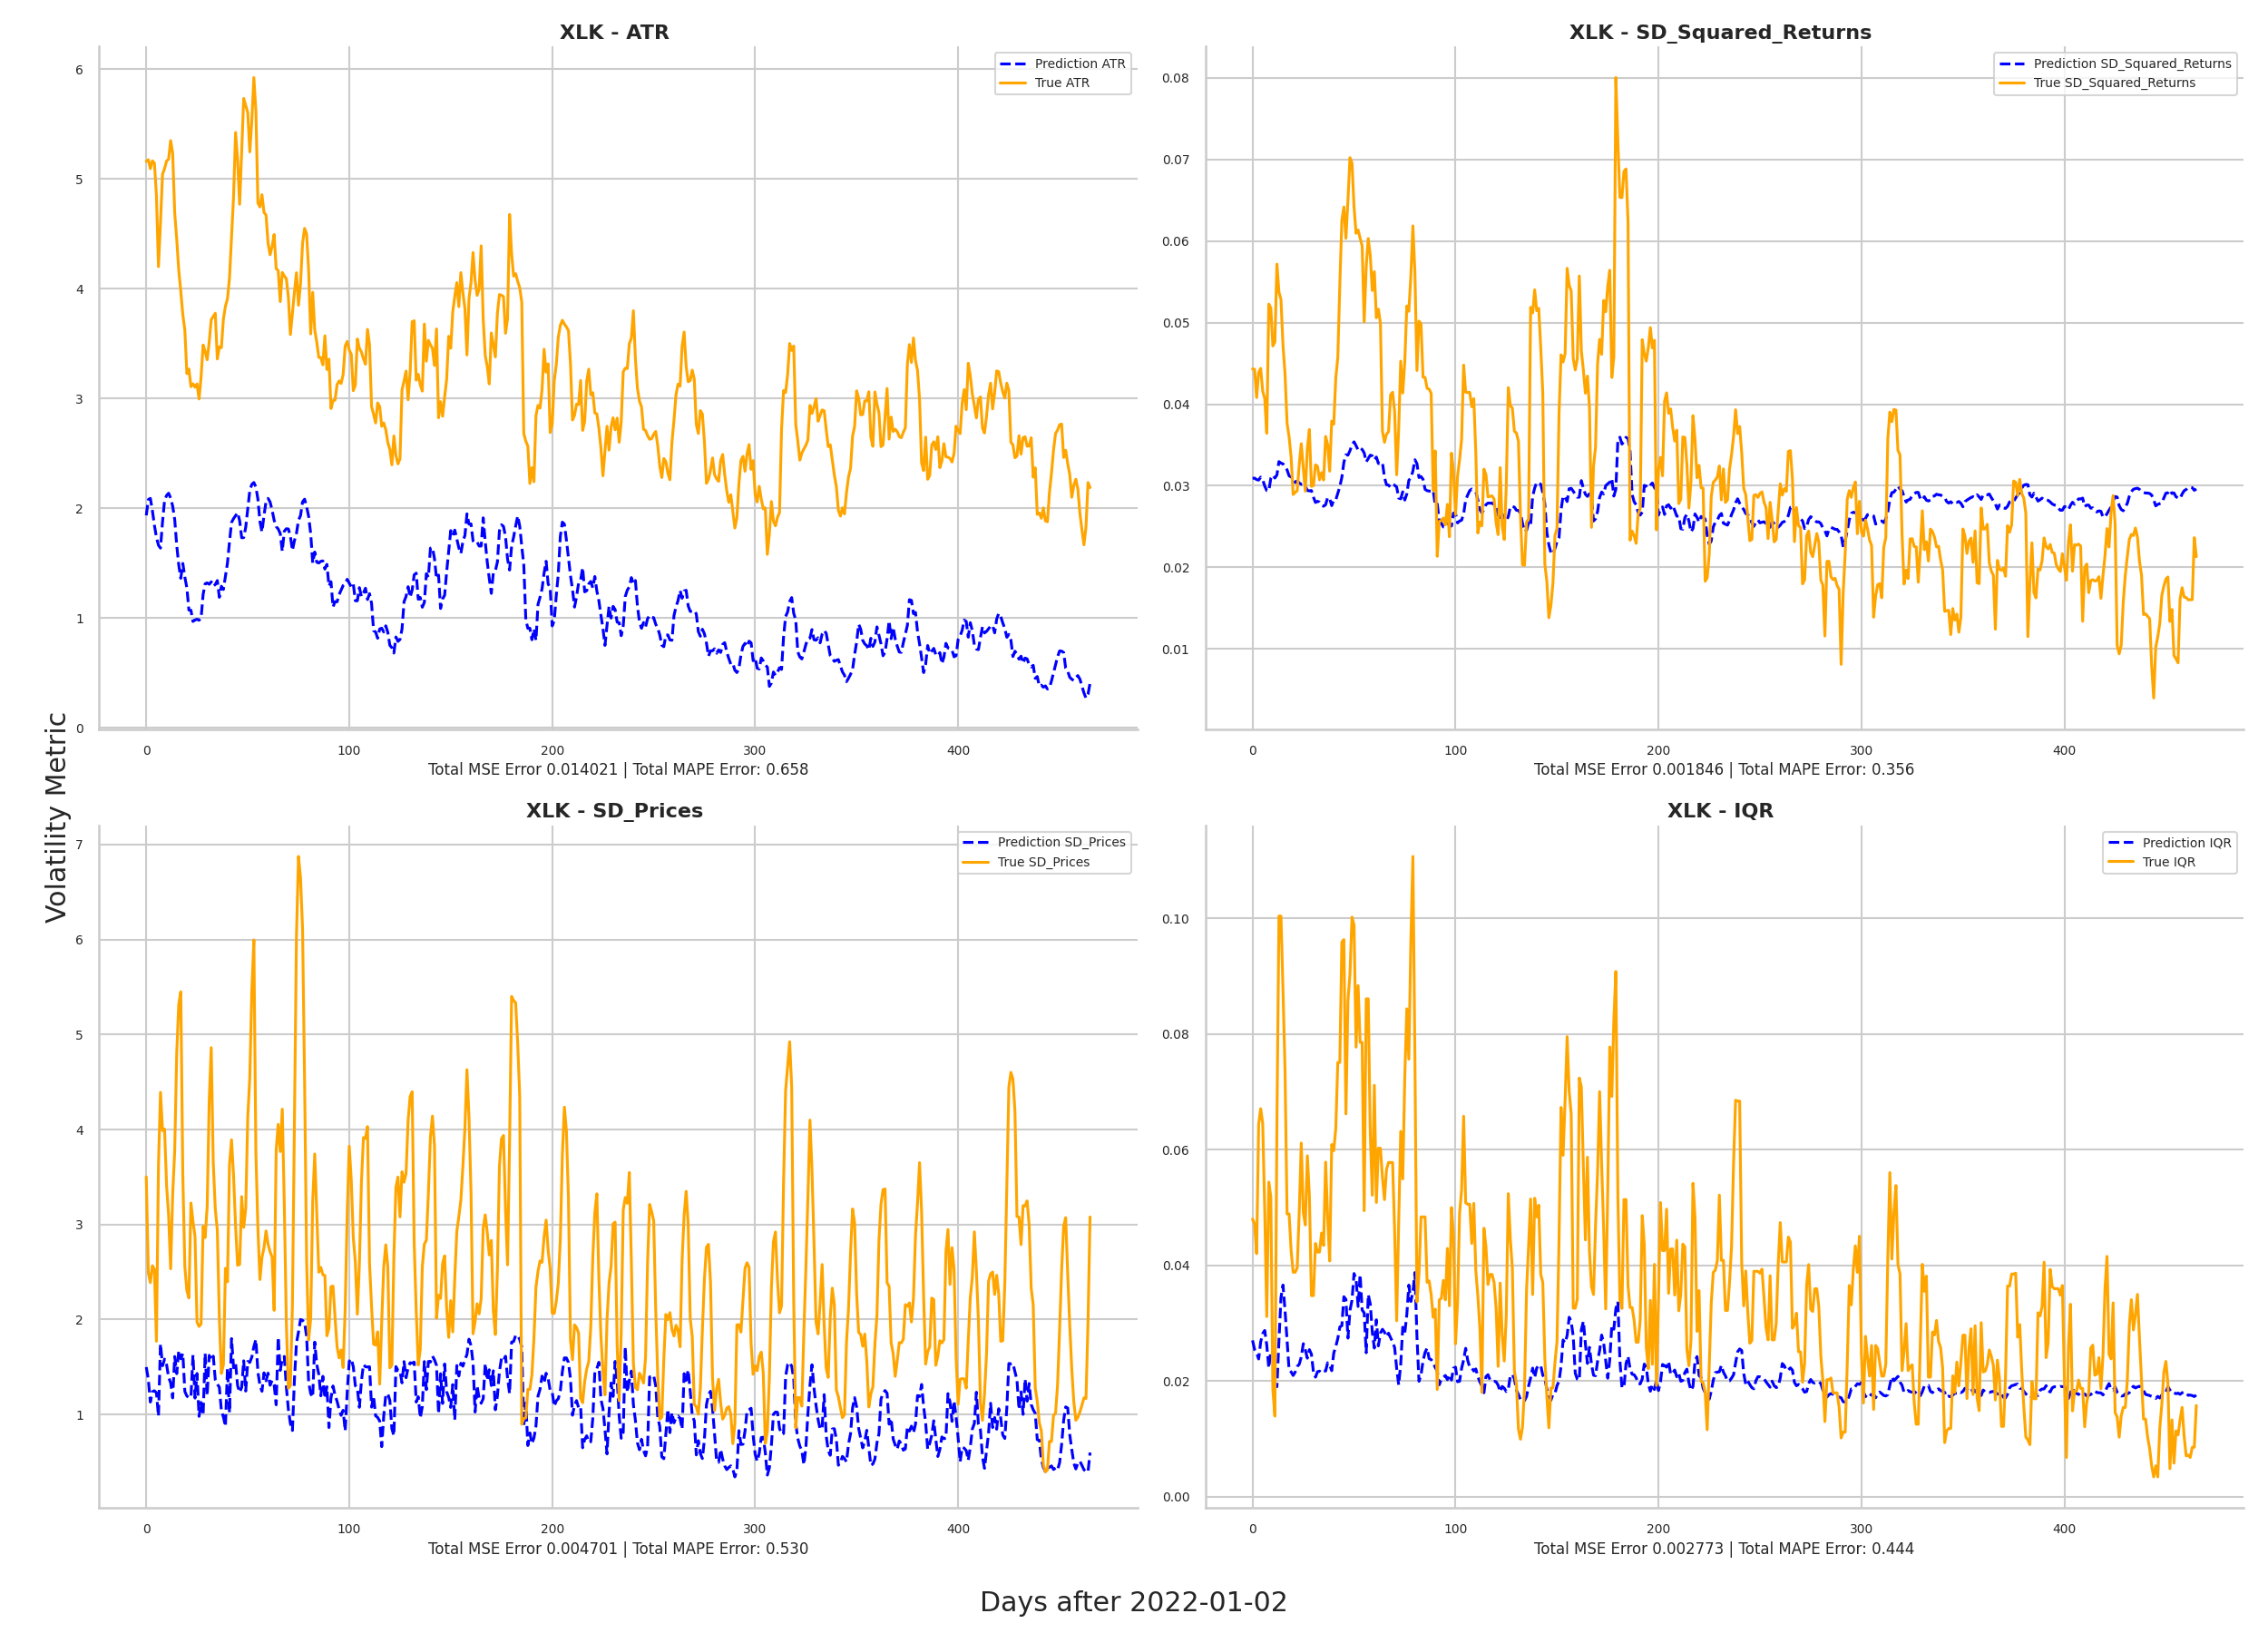 XLK - ATR
Prediction ATR
True ATR
6
5
4
3
2
1
0
0 100 200 300 400
Total MSE Error 0.014021 | Total MAPE Error: 0.658
XLK - SD_Squared_Returns
Prediction SD_Squared_Returns
True SD_Squared_Returns
0.08
0.07
0.06
0.05
0.04
0.03
0.02
0.01
0 100 200 300 400
Total MSE Error 0.001846 | Total MAPE Error: 0.356
Volatility Metric
XLK - SD_Prices
Prediction SD_Prices
True SD_Prices
7
6
5
4
3
2
1
0 100 200 300 400
Total MSE Error 0.004701 | Total MAPE Error: 0.530
XLK - IQR
Prediction IQR
True IQR
0.10
0.08
0.06
0.04
0.02
0.00
0 100 200 300 400
Total MSE Error 0.002773 | Total MAPE Error: 0.444
Days after 2022-01-02